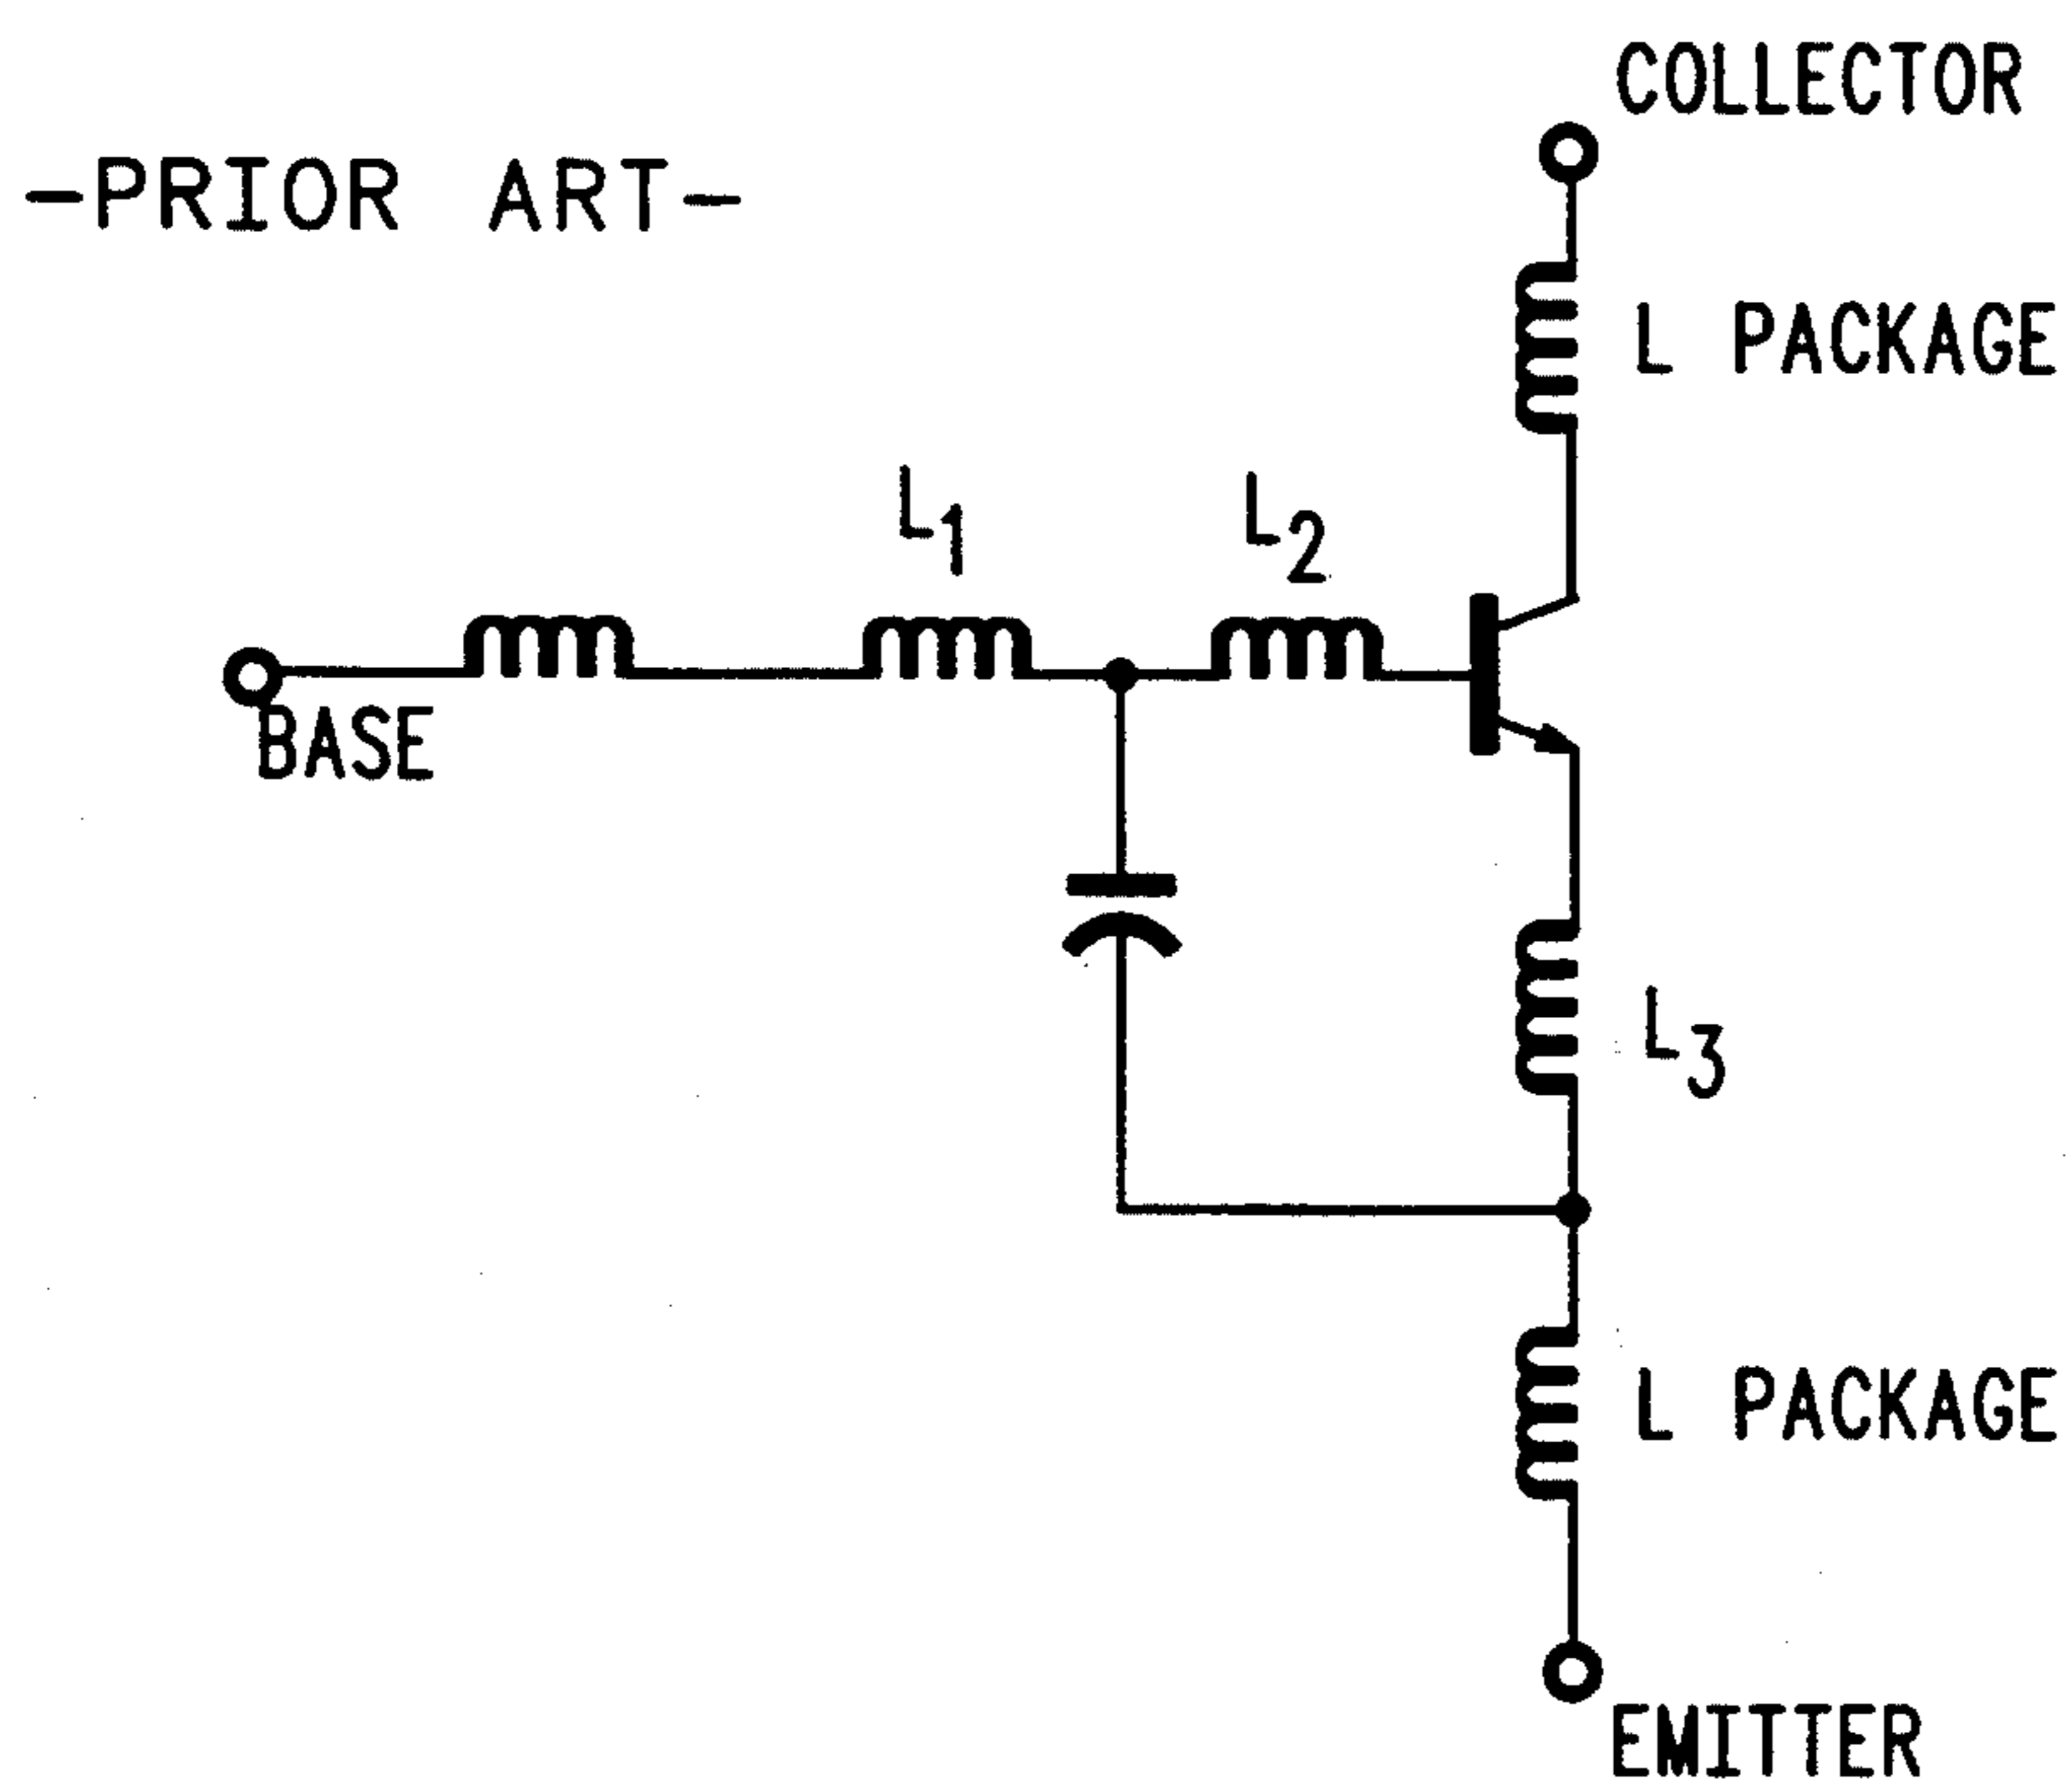 COLLECTOR
-PRIOR ART-
L PACKAGE
L1
L2
BASE
L3
L PACKAGE
EMITTER